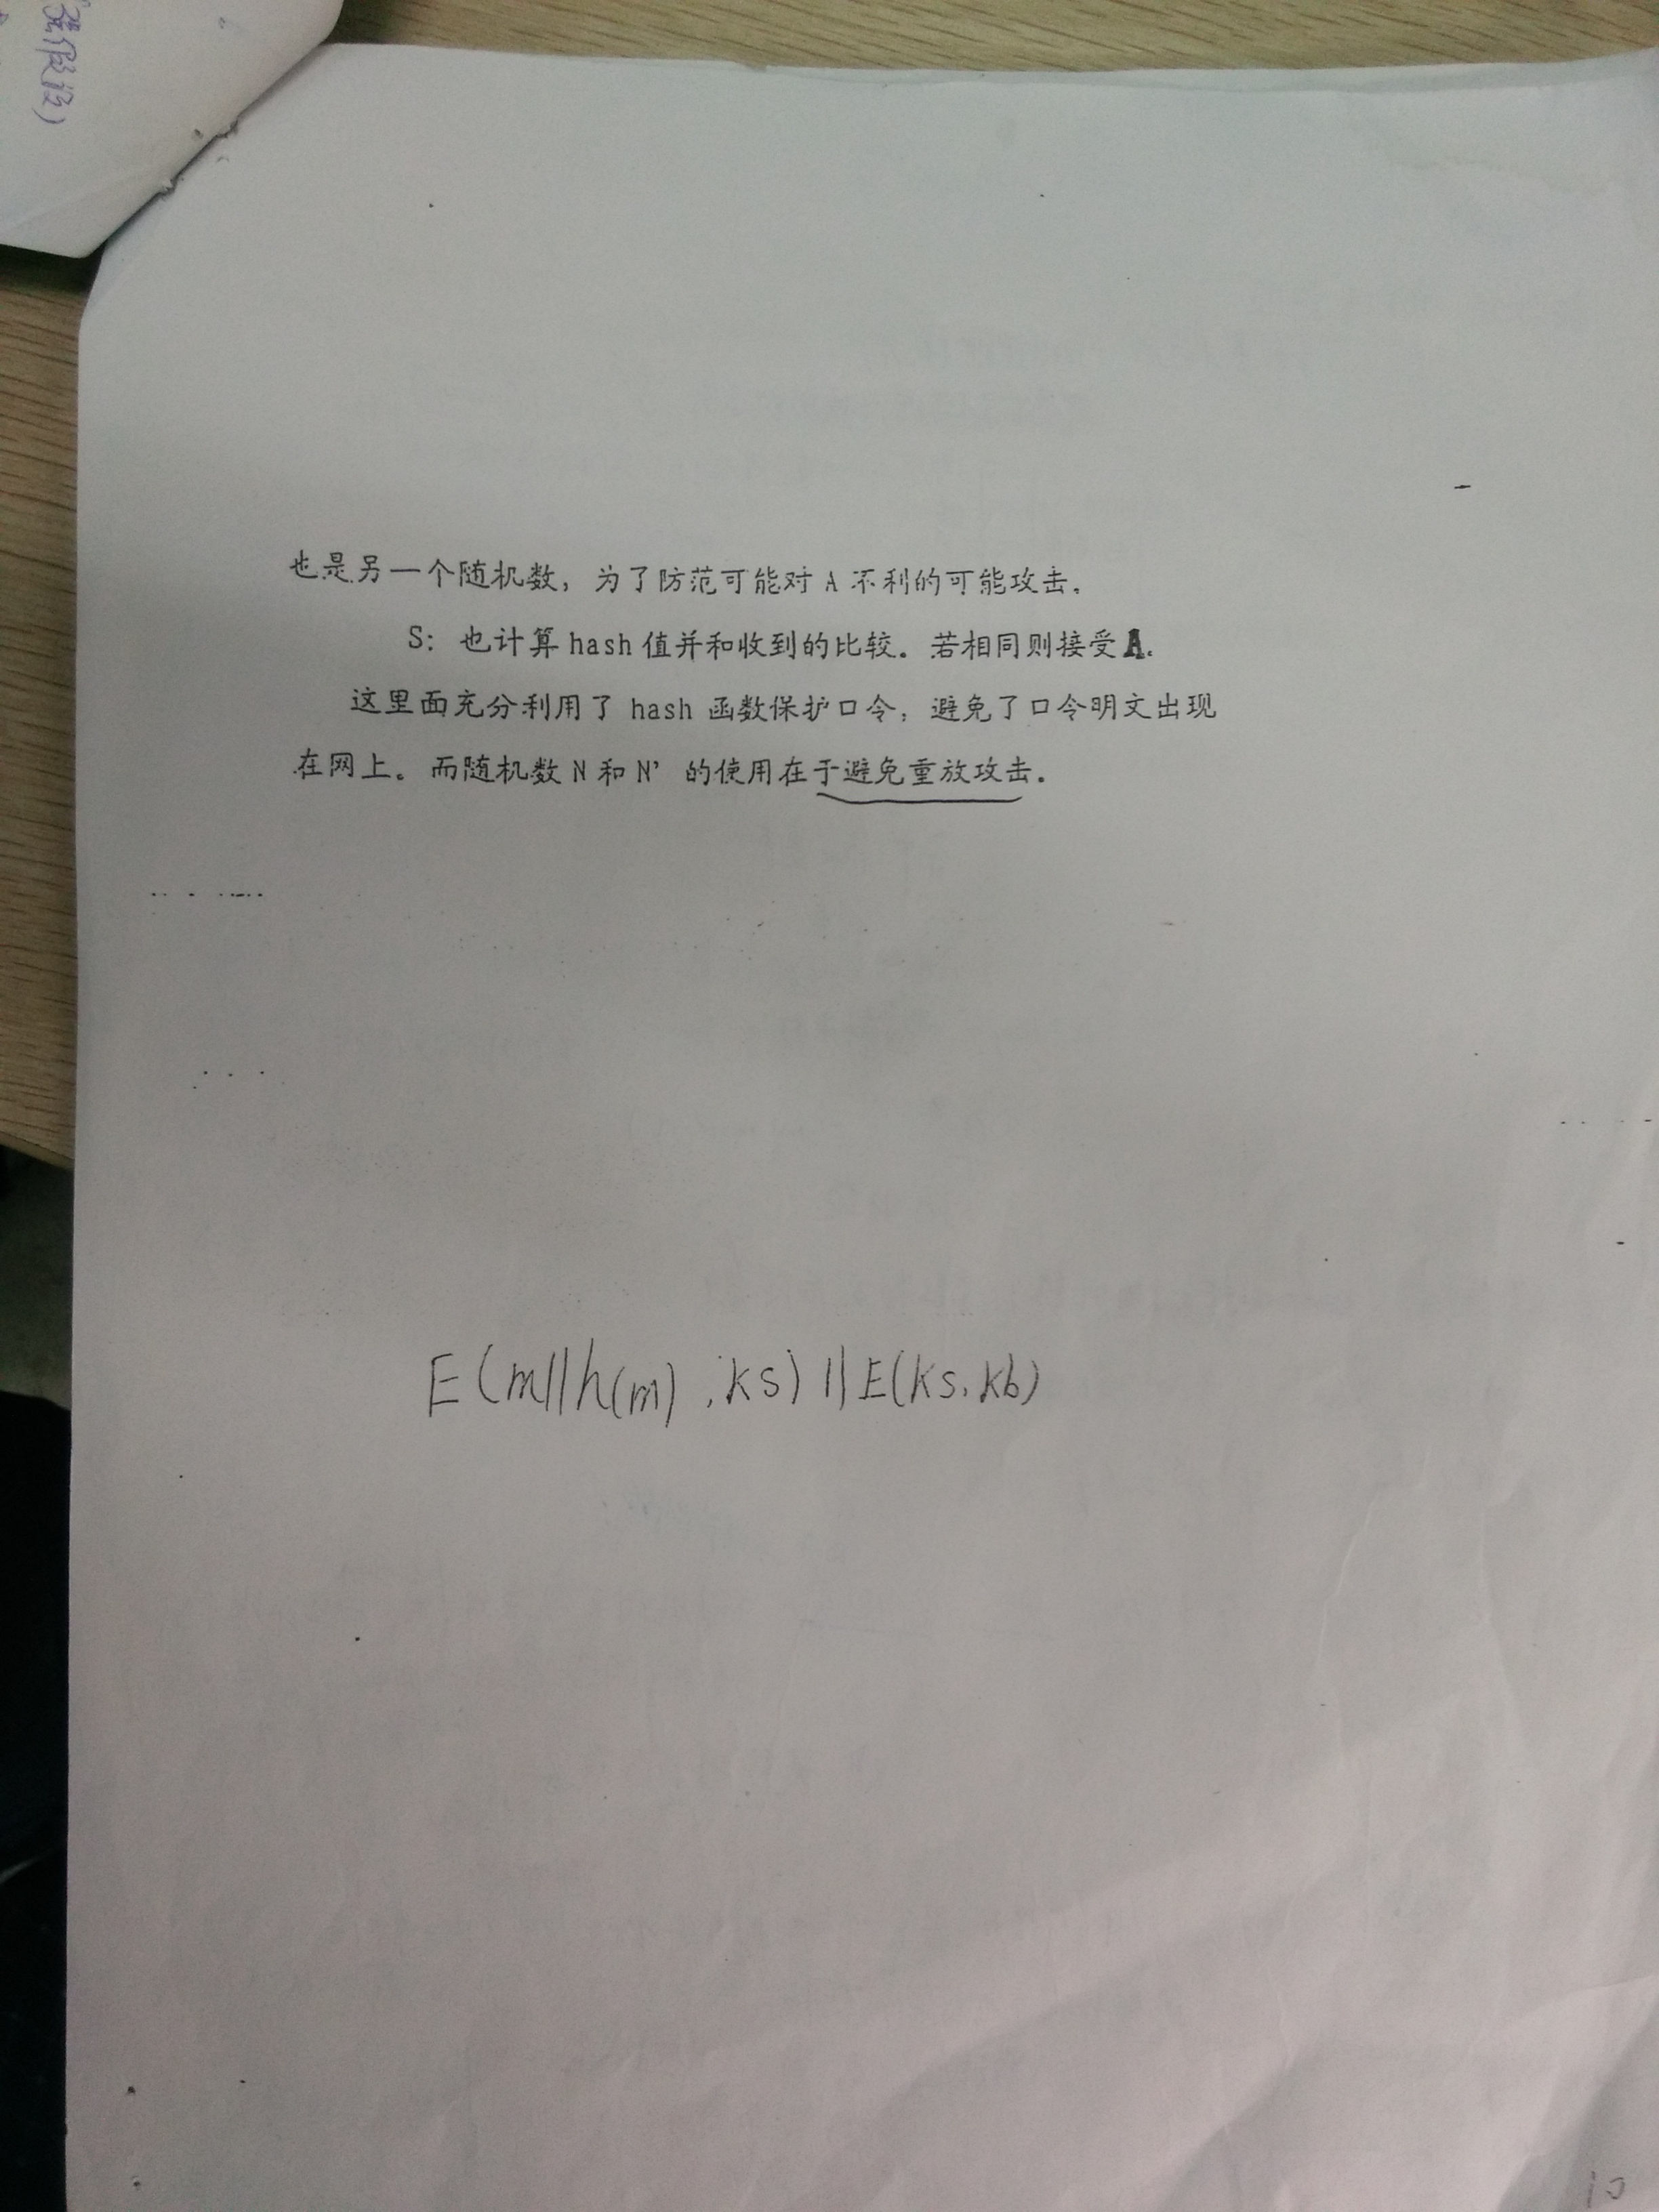 强假设)
也是另一个随机数，为了防范可能对 A 不利的可能攻击.
S: 也计算 hash 值并和收到的比较。若相同则接受 A.
这里面充分利用了 hash 函数保护口令，避免了口令明文出现
在网上。而随机数 N 和 N' 的使用在于避免重放攻击.
E(m||h(m), ks) || E(ks, kb)
10